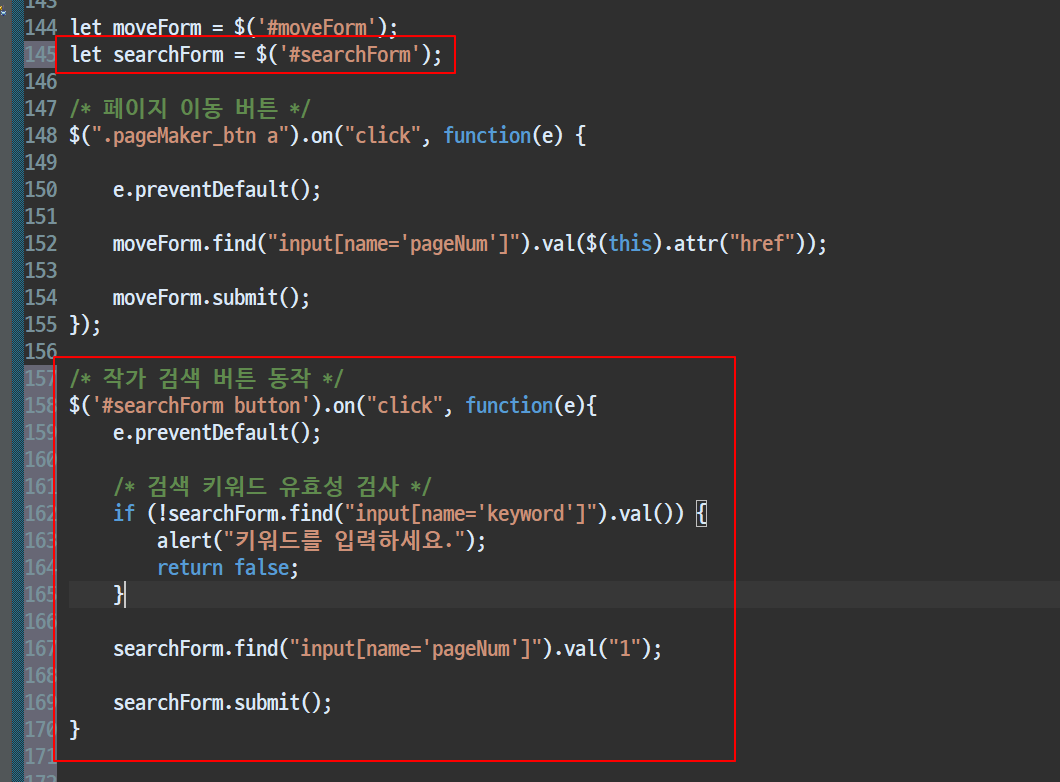 143
144 let moveForm = $('#moveForm');
145 let searchForm = $('#searchForm');
146
147 /* 페이지 이동 버튼 */
148 $(".pageMaker_btn a").on("click", function(e) {
149
150     e.preventDefault();
151
152     moveForm.find("input[name='pageNum']").val($(this).attr("href"));
153
154     moveForm.submit();
155 });
156
157 /* 작가 검색 버튼 동작 */
158 $('#searchForm button').on("click", function(e){
159     e.preventDefault();
160
161     /* 검색 키워드 유효성 검사 */
162     if (!searchForm.find("input[name='keyword']").val()) {
163         alert("키워드를 입력하세요.");
164         return false;
165     }
166
167     searchForm.find("input[name='pageNum']").val("1");
168
169     searchForm.submit();
170 }
171
172